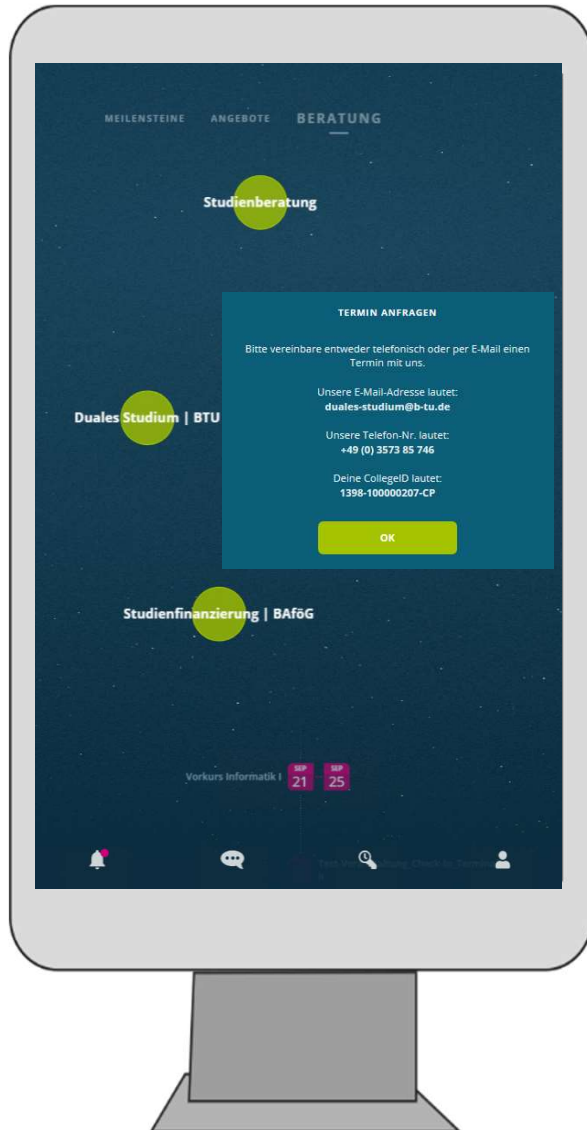 MEILENSTEINE ANGEBOTE BERATUNG
Studienberatung
TERMIN ANFRAGEN
Bitte vereinbare entweder telefonisch oder per E-Mail einen
Termin mit uns.
Unsere E-Mail-Adresse lautet:
duales-studium@b-tu.de
Unsere Telefon-Nr. lautet:
+49 (0) 3573 85 746
Deine CollegeID lautet:
1398-100000207-CP
OK
Duales Studium | BTU
Studienfinanzierung | BAföG
Vorkurs Informatik I
SEP SEP
21 25